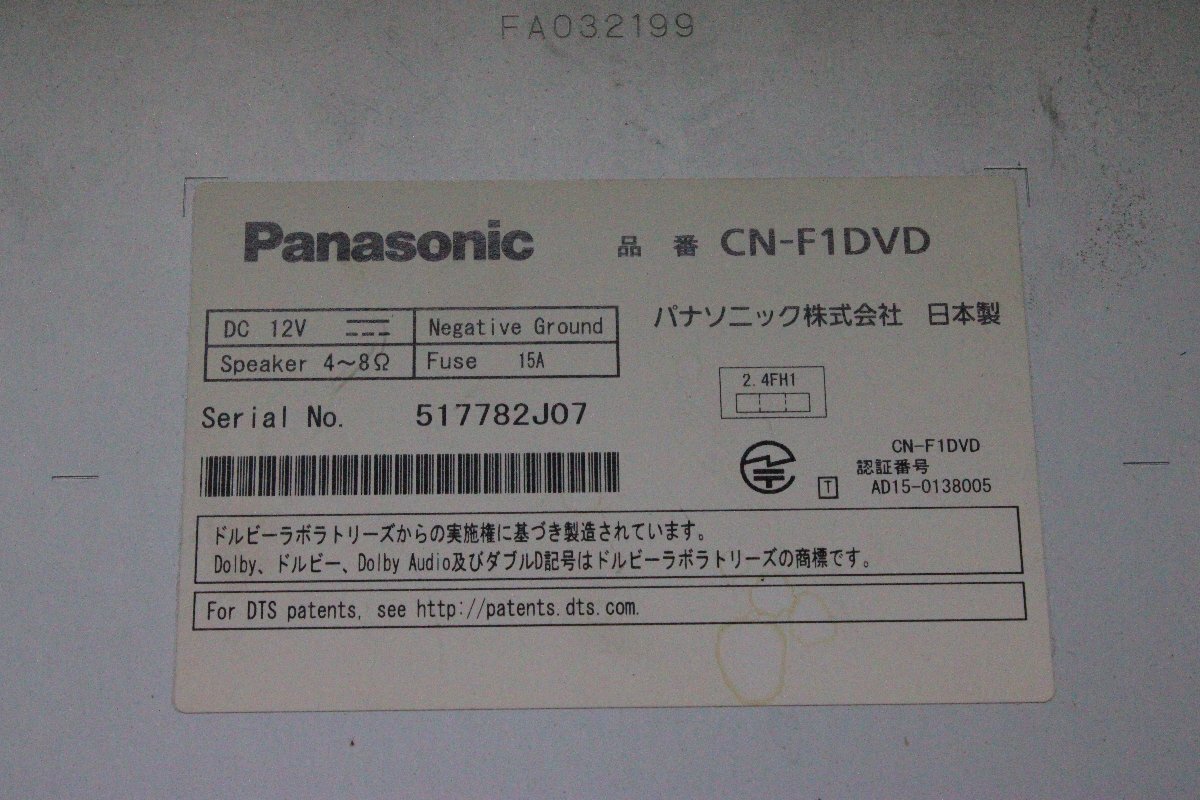 FA032199
Panasonic 品 番 CN-F1DVD
DC 12V Negative Ground
Speaker 4～8Ω Fuse 15A
パナソニック株式会社 日本製
2.4FH1
Serial No. 517782J07
CN-F1DVD
認証番号
T AD15-0138005
ドルビーラボラトリーズからの実施権に基づき製造されています。
Dolby、ドルビー、Dolby Audio及びダブルD記号はドルビーラボラトリーズの商標です。
For DTS patents, see http://patents.dts.com.